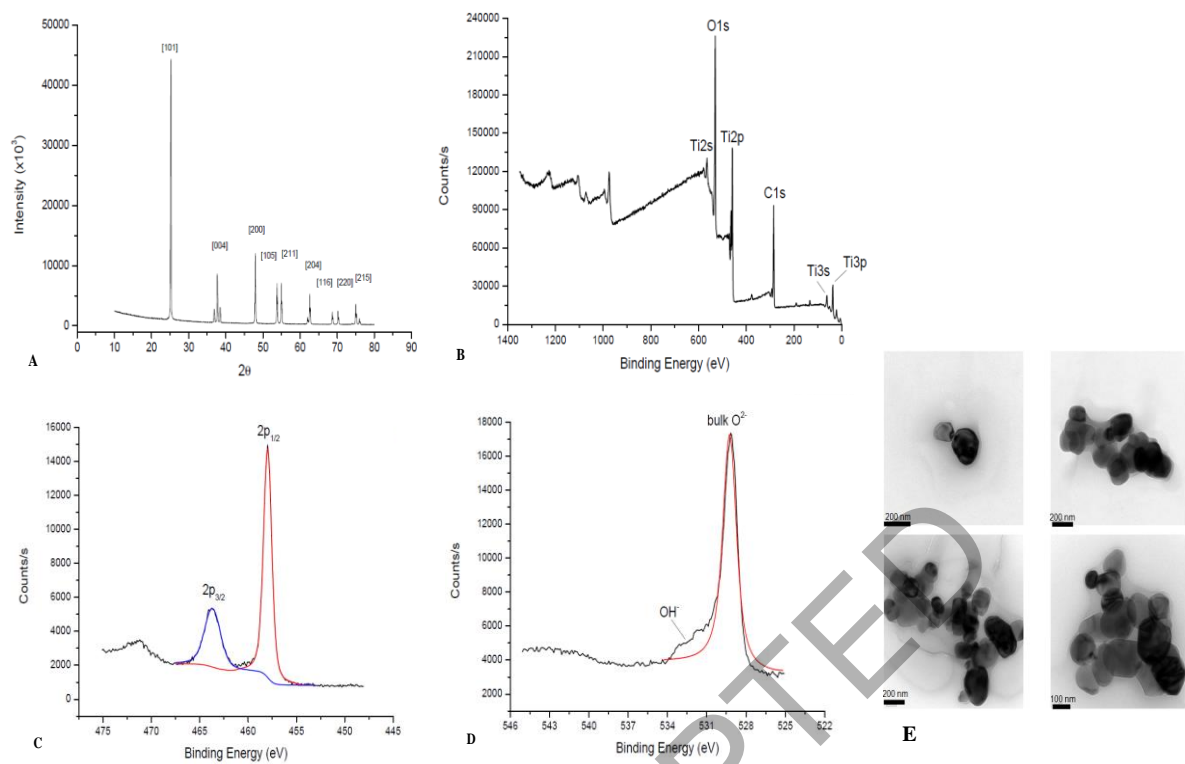 50000
40000
30000
20000
10000
0
Intensity (x10³)
[101]
[004]
[200]
[105]
[211]
[204]
[116]
[220]
[215]
0 10 20 30 40 50 60 70 80 90
2θ
A
240000
210000
180000
150000
120000
90000
60000
30000
0
Counts/s
O1s
Ti2s
Ti2p
C1s
Ti3s
Ti3p
1400 1200 1000 800 600 400 200 0
Binding Energy (eV)
B
16000
14000
12000
10000
8000
6000
4000
2000
0
Counts/s
2p1/2
2p3/2
475 470 465 460 455 450 445
Binding Energy (eV)
C
18000
16000
14000
12000
10000
8000
6000
4000
2000
Counts/s
bulk O²⁻
OH⁻
546 543 540 537 534 531 528 525 522
Binding Energy (eV)
D
200 nm
200 nm
200 nm
100 nm
E
PTED